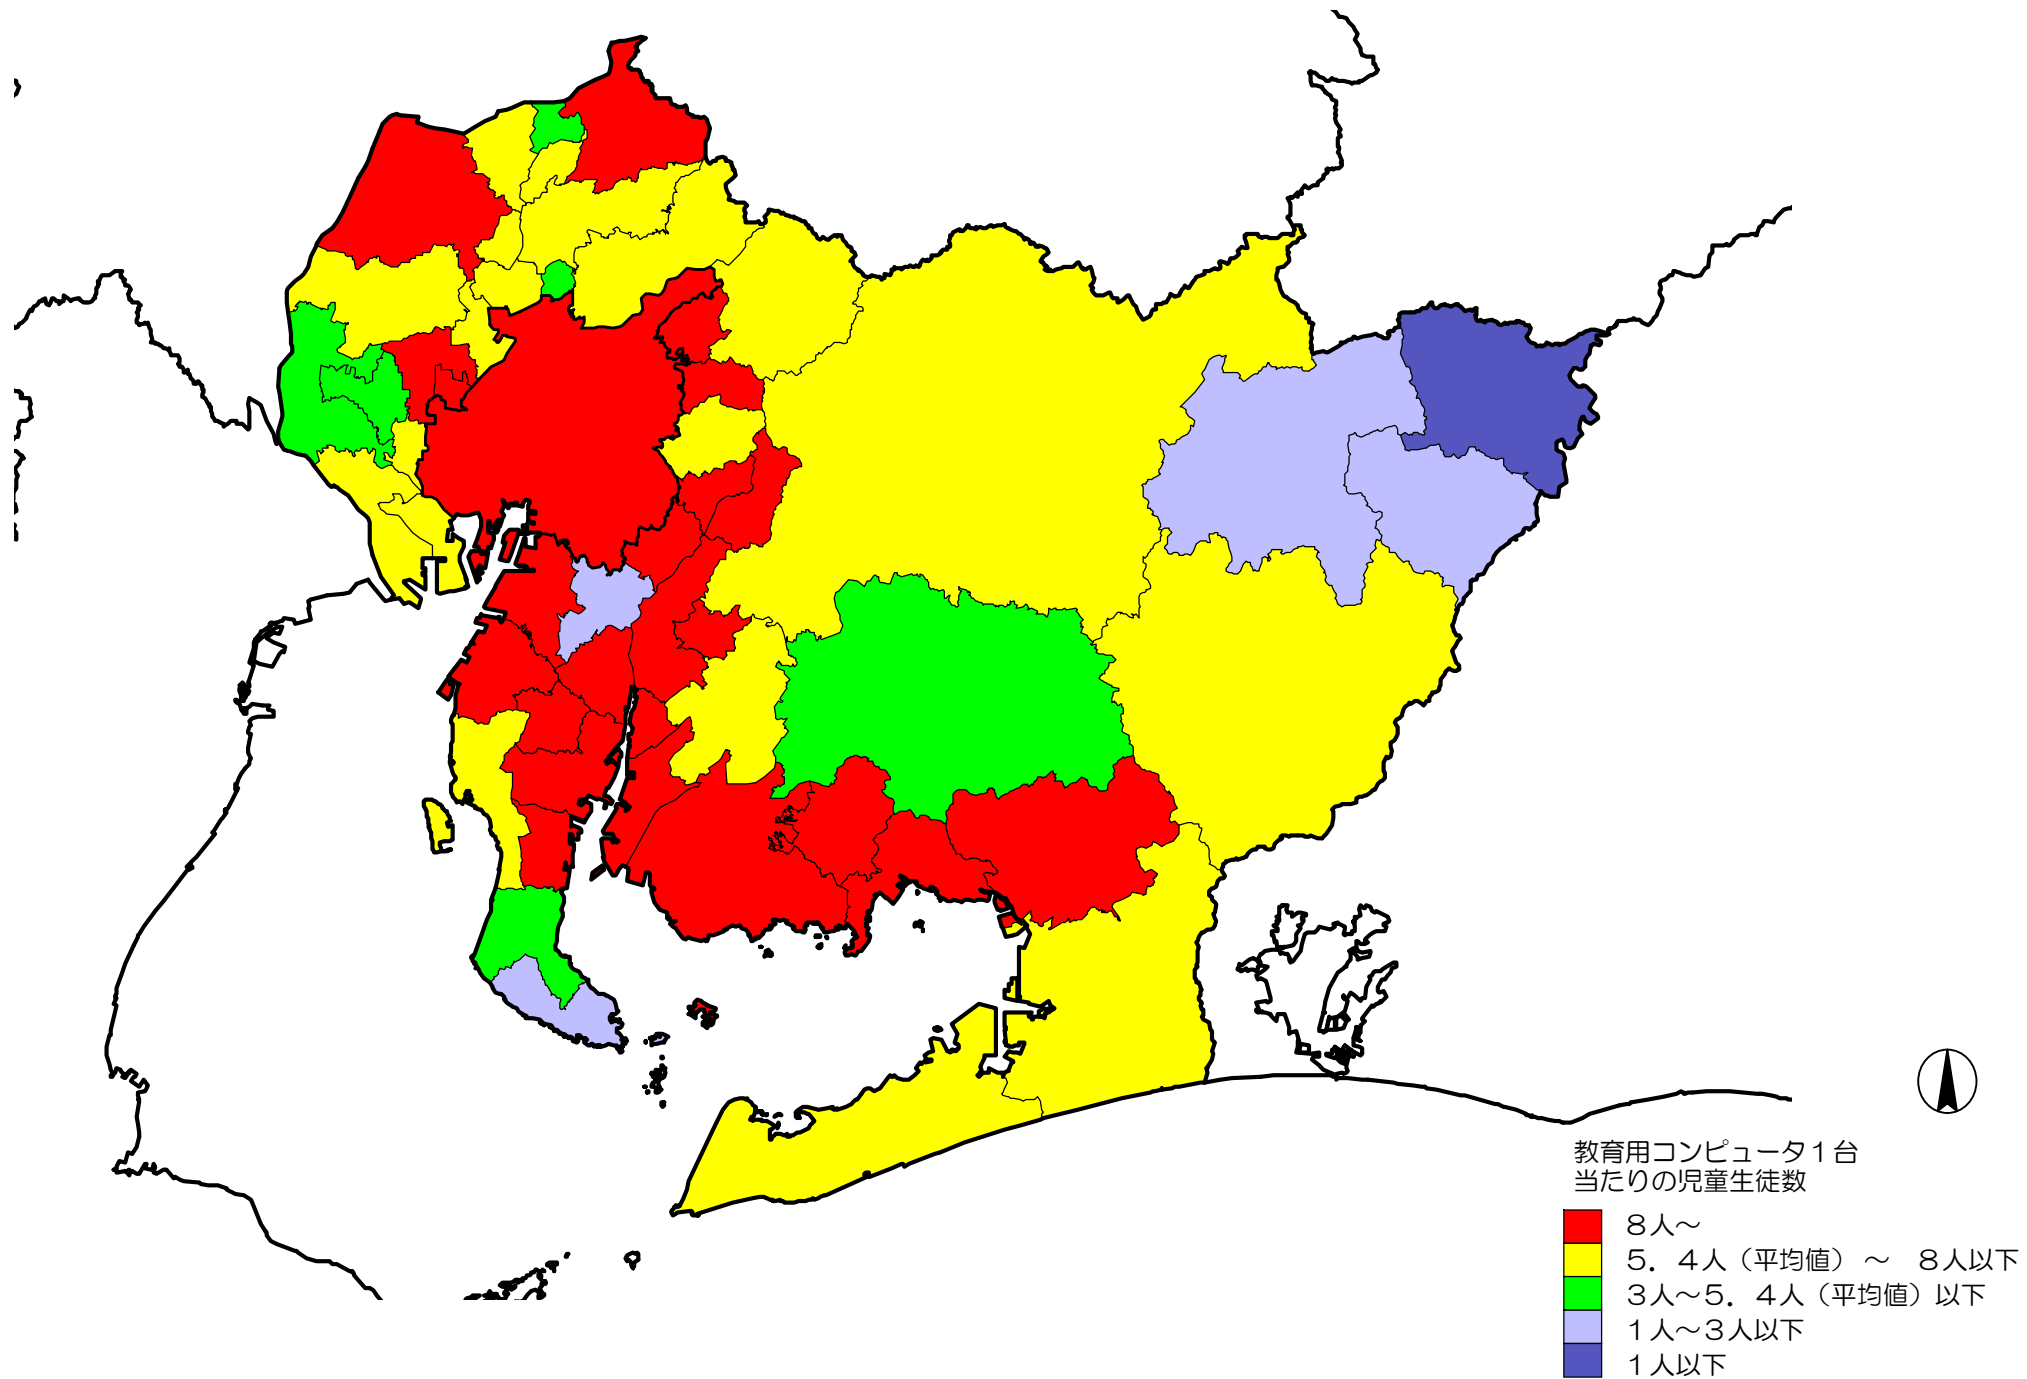 教育用コンピュータ１台
当たりの児童生徒数
８人～
５．４人（平均値）～　８人以下
３人～５．４人（平均値）以下
１人～３人以下
１人以下